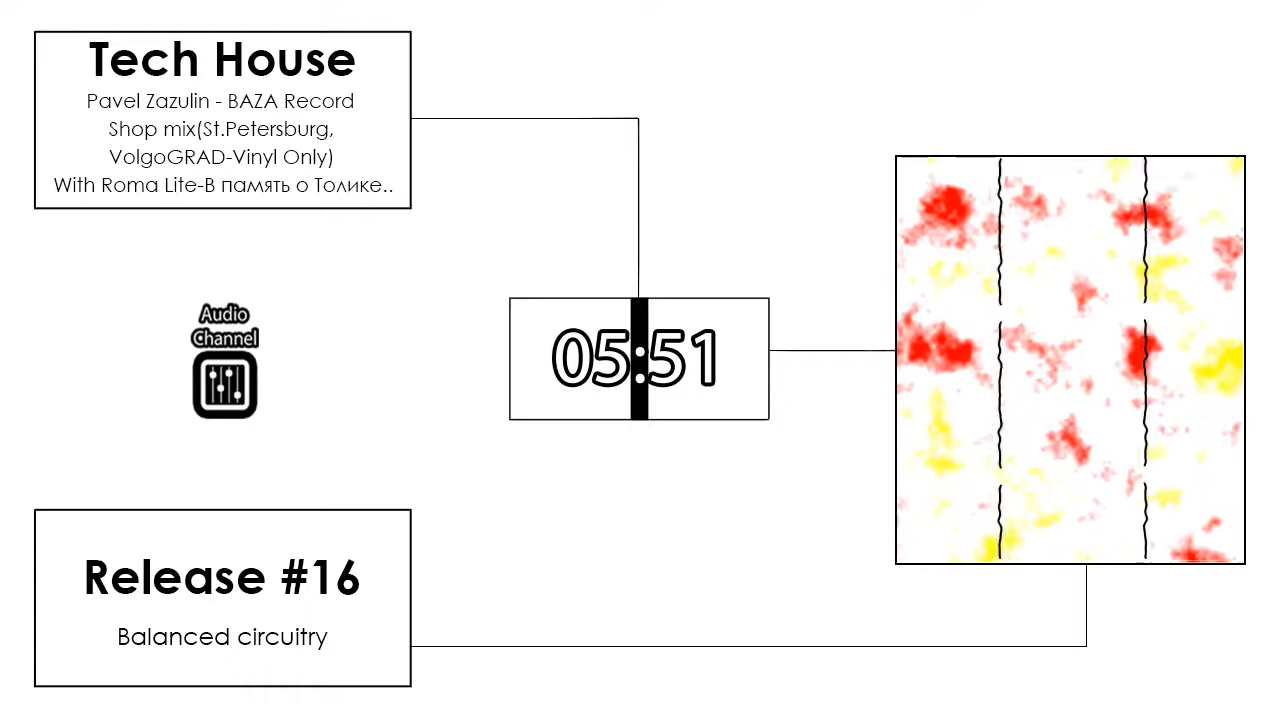 Tech House
Pavel Zazulin - BAZA Record
Shop mix(St.Petersburg,
VolgoGRAD-Vinyl Only)
With Roma Lite-B память о Толике..
Audio
Channel
05:51
Release #16
Balanced circuitry